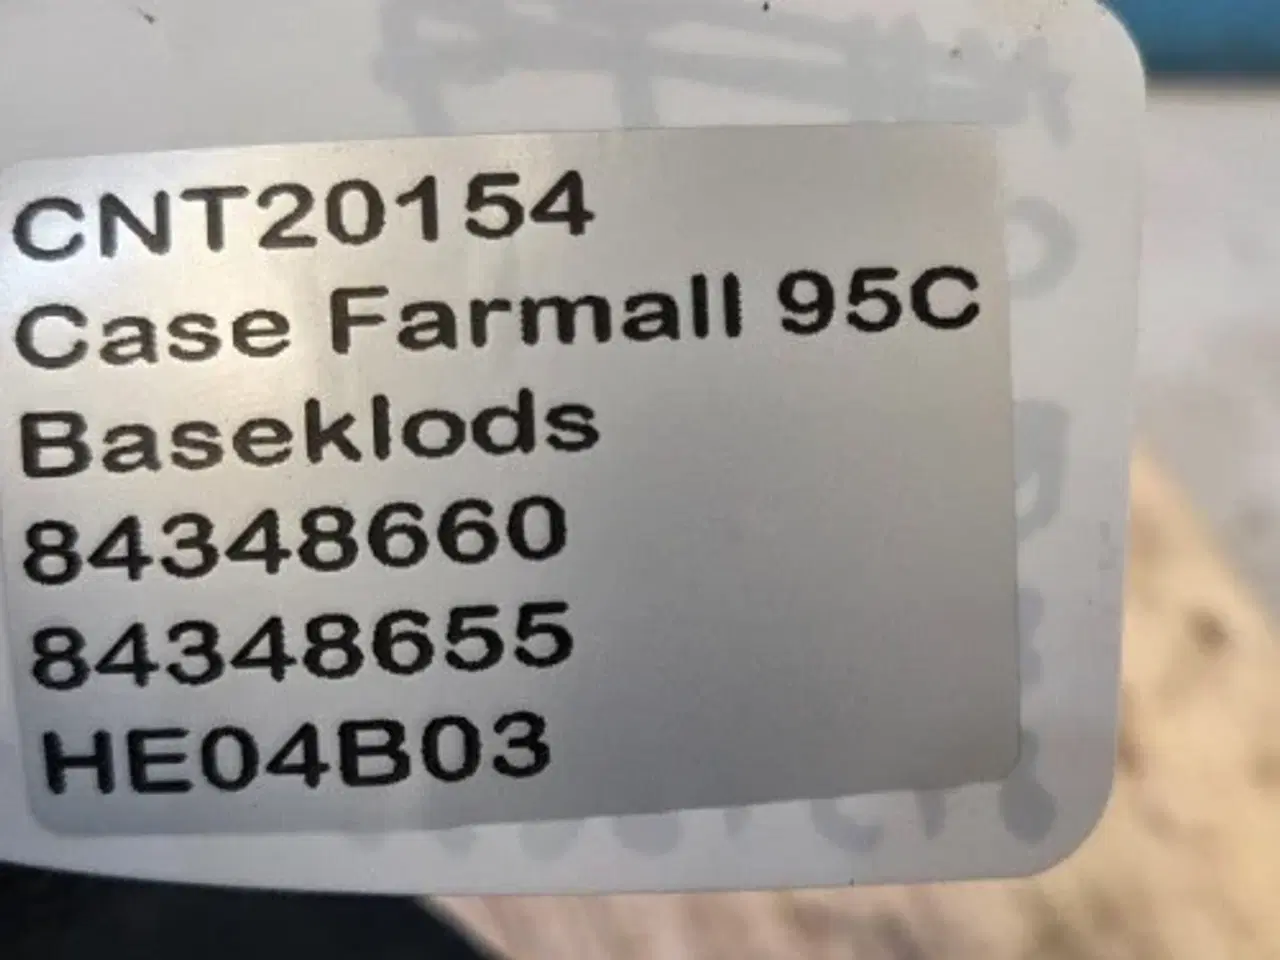 CNT20154
Case Farmall 95C
Baseklods
84348660
84348655
HE04B03